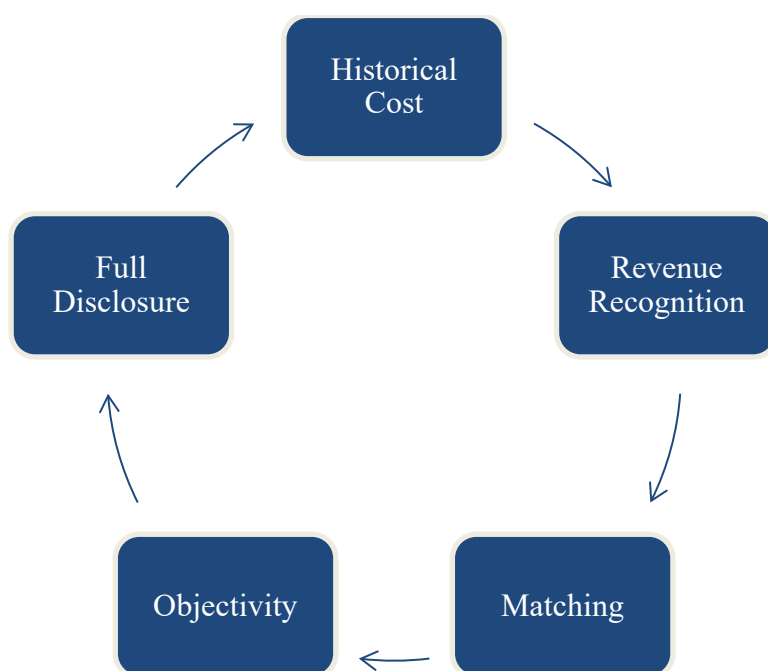 Historical
Cost
Revenue
Recognition
Matching
Objectivity
Full
Disclosure